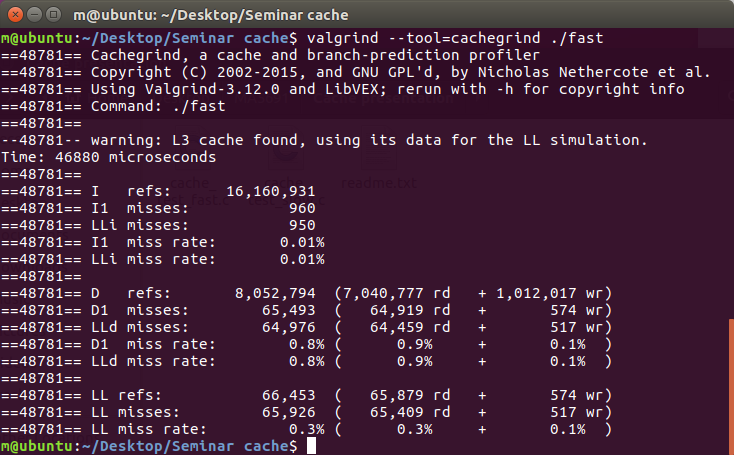 m@ubuntu: ~/Desktop/Seminar cache
m@ubuntu:~/Desktop/Seminar cache$ valgrind --tool=cachegrind ./fast
==48781== Cachegrind, a cache and branch-prediction profiler
==48781== Copyright (C) 2002-2015, and GNU GPL'd, by Nicholas Nethercote et al.
==48781== Using Valgrind-3.12.0 and LibVEX; rerun with -h for copyright info
==48781== Command: ./fast
==48781==
--48781-- warning: L3 cache found, using its data for the LL simulation.
Time: 46880 microseconds
==48781==
==48781== I   refs:      16,160,931
==48781== I1  misses:           960
==48781== LLi misses:           950
==48781== I1  miss rate:       0.01%
==48781== LLi miss rate:       0.01%
==48781==
==48781== D   refs:       8,052,794  (7,040,777 rd   + 1,012,017 wr)
==48781== D1  misses:        65,493  (   64,919 rd   +       574 wr)
==48781== LLd misses:        64,976  (   64,459 rd   +       517 wr)
==48781== D1  miss rate:        0.8% (      0.9%     +       0.1%  )
==48781== LLd miss rate:        0.8% (      0.9%     +       0.1%  )
==48781==
==48781== LL refs:           66,453  (   65,879 rd   +       574 wr)
==48781== LL misses:         65,926  (   65,409 rd   +       517 wr)
==48781== LL miss rate:         0.3% (      0.3%     +       0.1%  )
m@ubuntu:~/Desktop/Seminar cache$
readme.txt